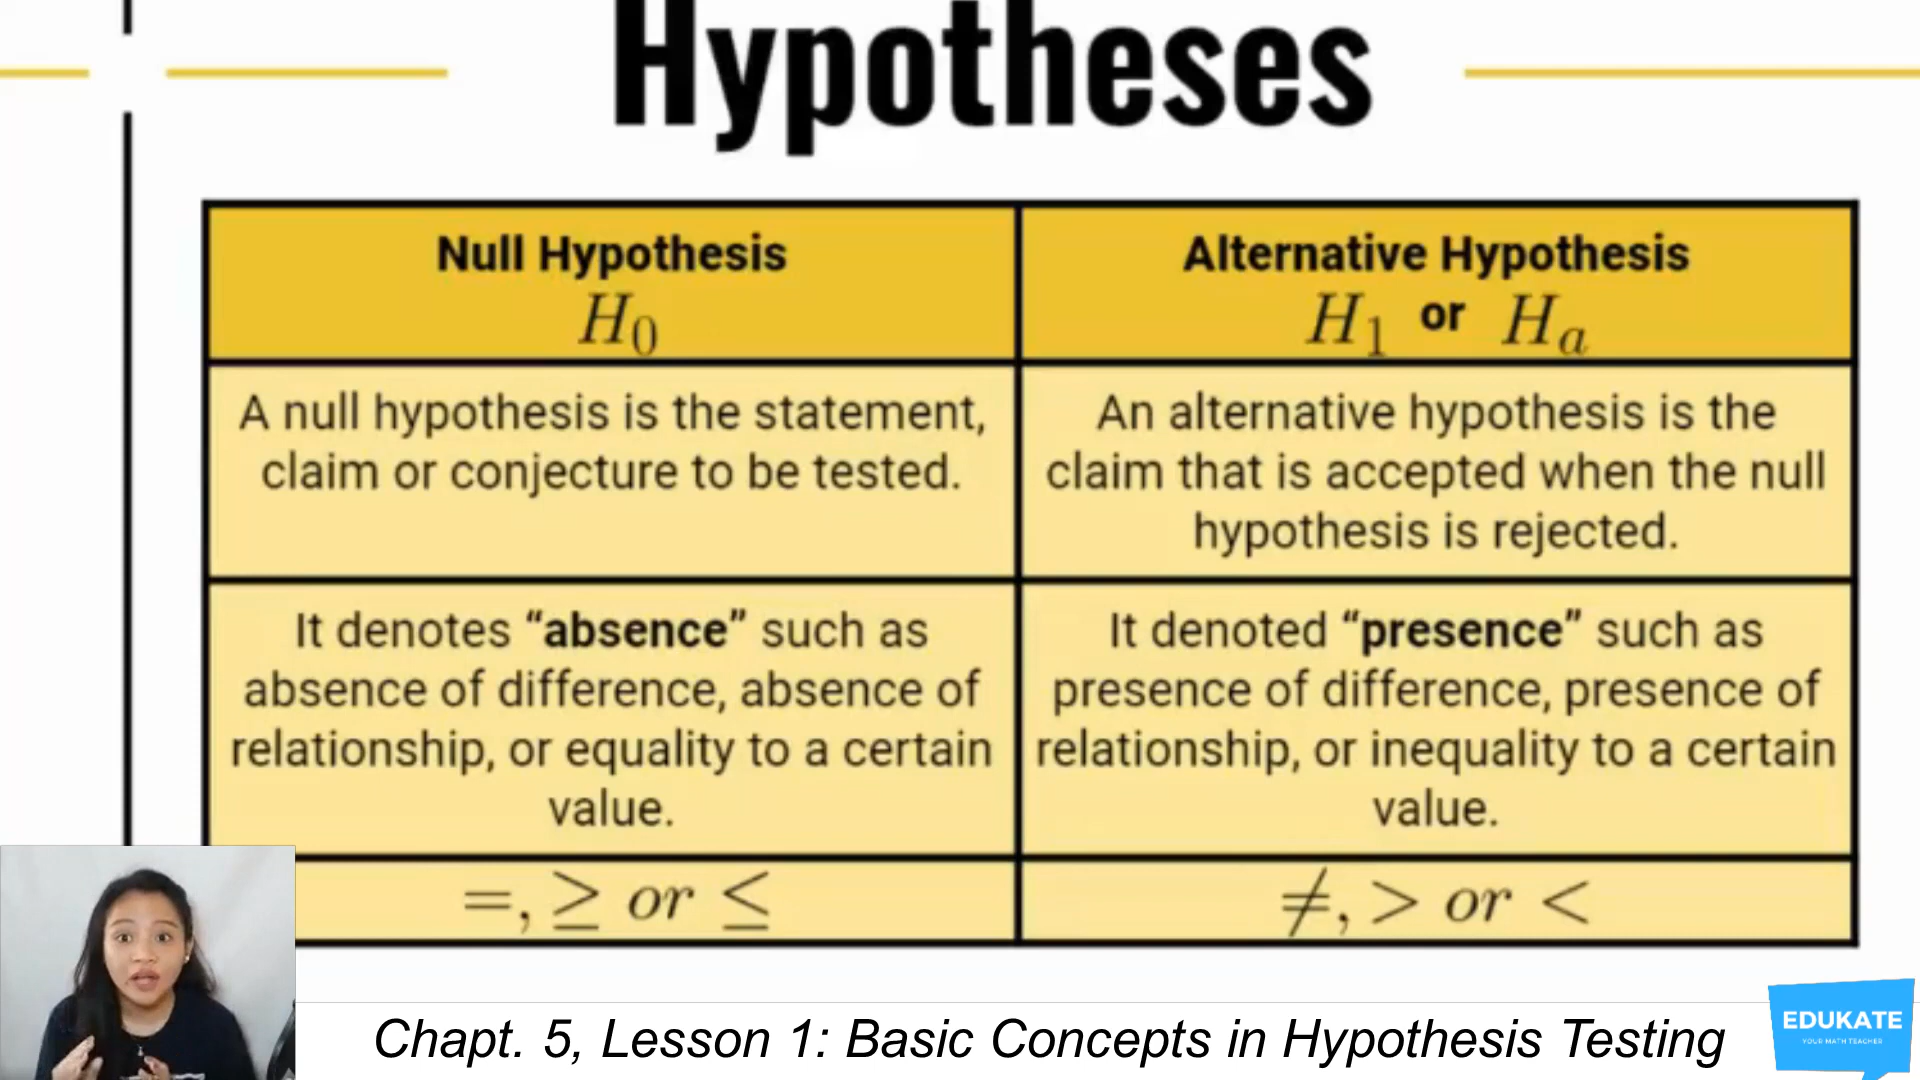 Hypotheses
Null Hypothesis
H₀
Alternative Hypothesis
H₁ or Hₐ
A null hypothesis is the statement,
claim or conjecture to be tested.
An alternative hypothesis is the
claim that is accepted when the null
hypothesis is rejected.
It denotes “absence” such as
absence of difference, absence of
relationship, or equality to a certain
value.
It denoted “presence” such as
presence of difference, presence of
relationship, or inequality to a certain
value.
=, ≥ or ≤
≠, > or <
Chapt. 5, Lesson 1: Basic Concepts in Hypothesis Testing
EDUKATE
YOUR MATH TEACHER